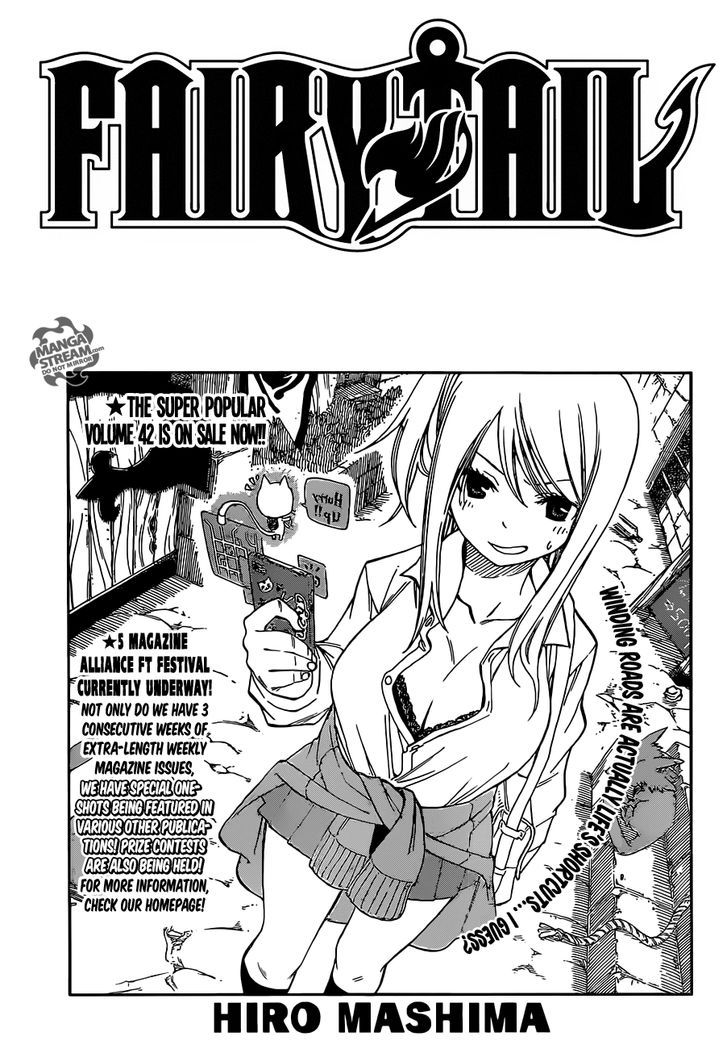 FAIRY TAIL
MANGA
STREAM.com
DO NOT MIRROR
★THE SUPER POPULAR
VOLUME 42 IS ON SALE NOW!!
Hurry
Up!!
★5 MAGAZINE
ALLIANCE FT FESTIVAL
CURRENTLY UNDERWAY!
NOT ONLY DO WE HAVE 3
CONSECUTIVE WEEKS OF
EXTRA-LENGTH WEEKLY
MAGAZINE ISSUES,
WE HAVE SPECIAL ONE-
SHOTS BEING FEATURED IN
VARIOUS OTHER PUBLICA-
TIONS! PRIZE CONTESTS
ARE ALSO BEING HELD!
FOR MORE INFORMATION,
CHECK OUR HOMEPAGE!
WINDING ROADS ARE ACTUALLY LIFE'S SHORTCUTS... I GUESS?
HIRO MASHIMA